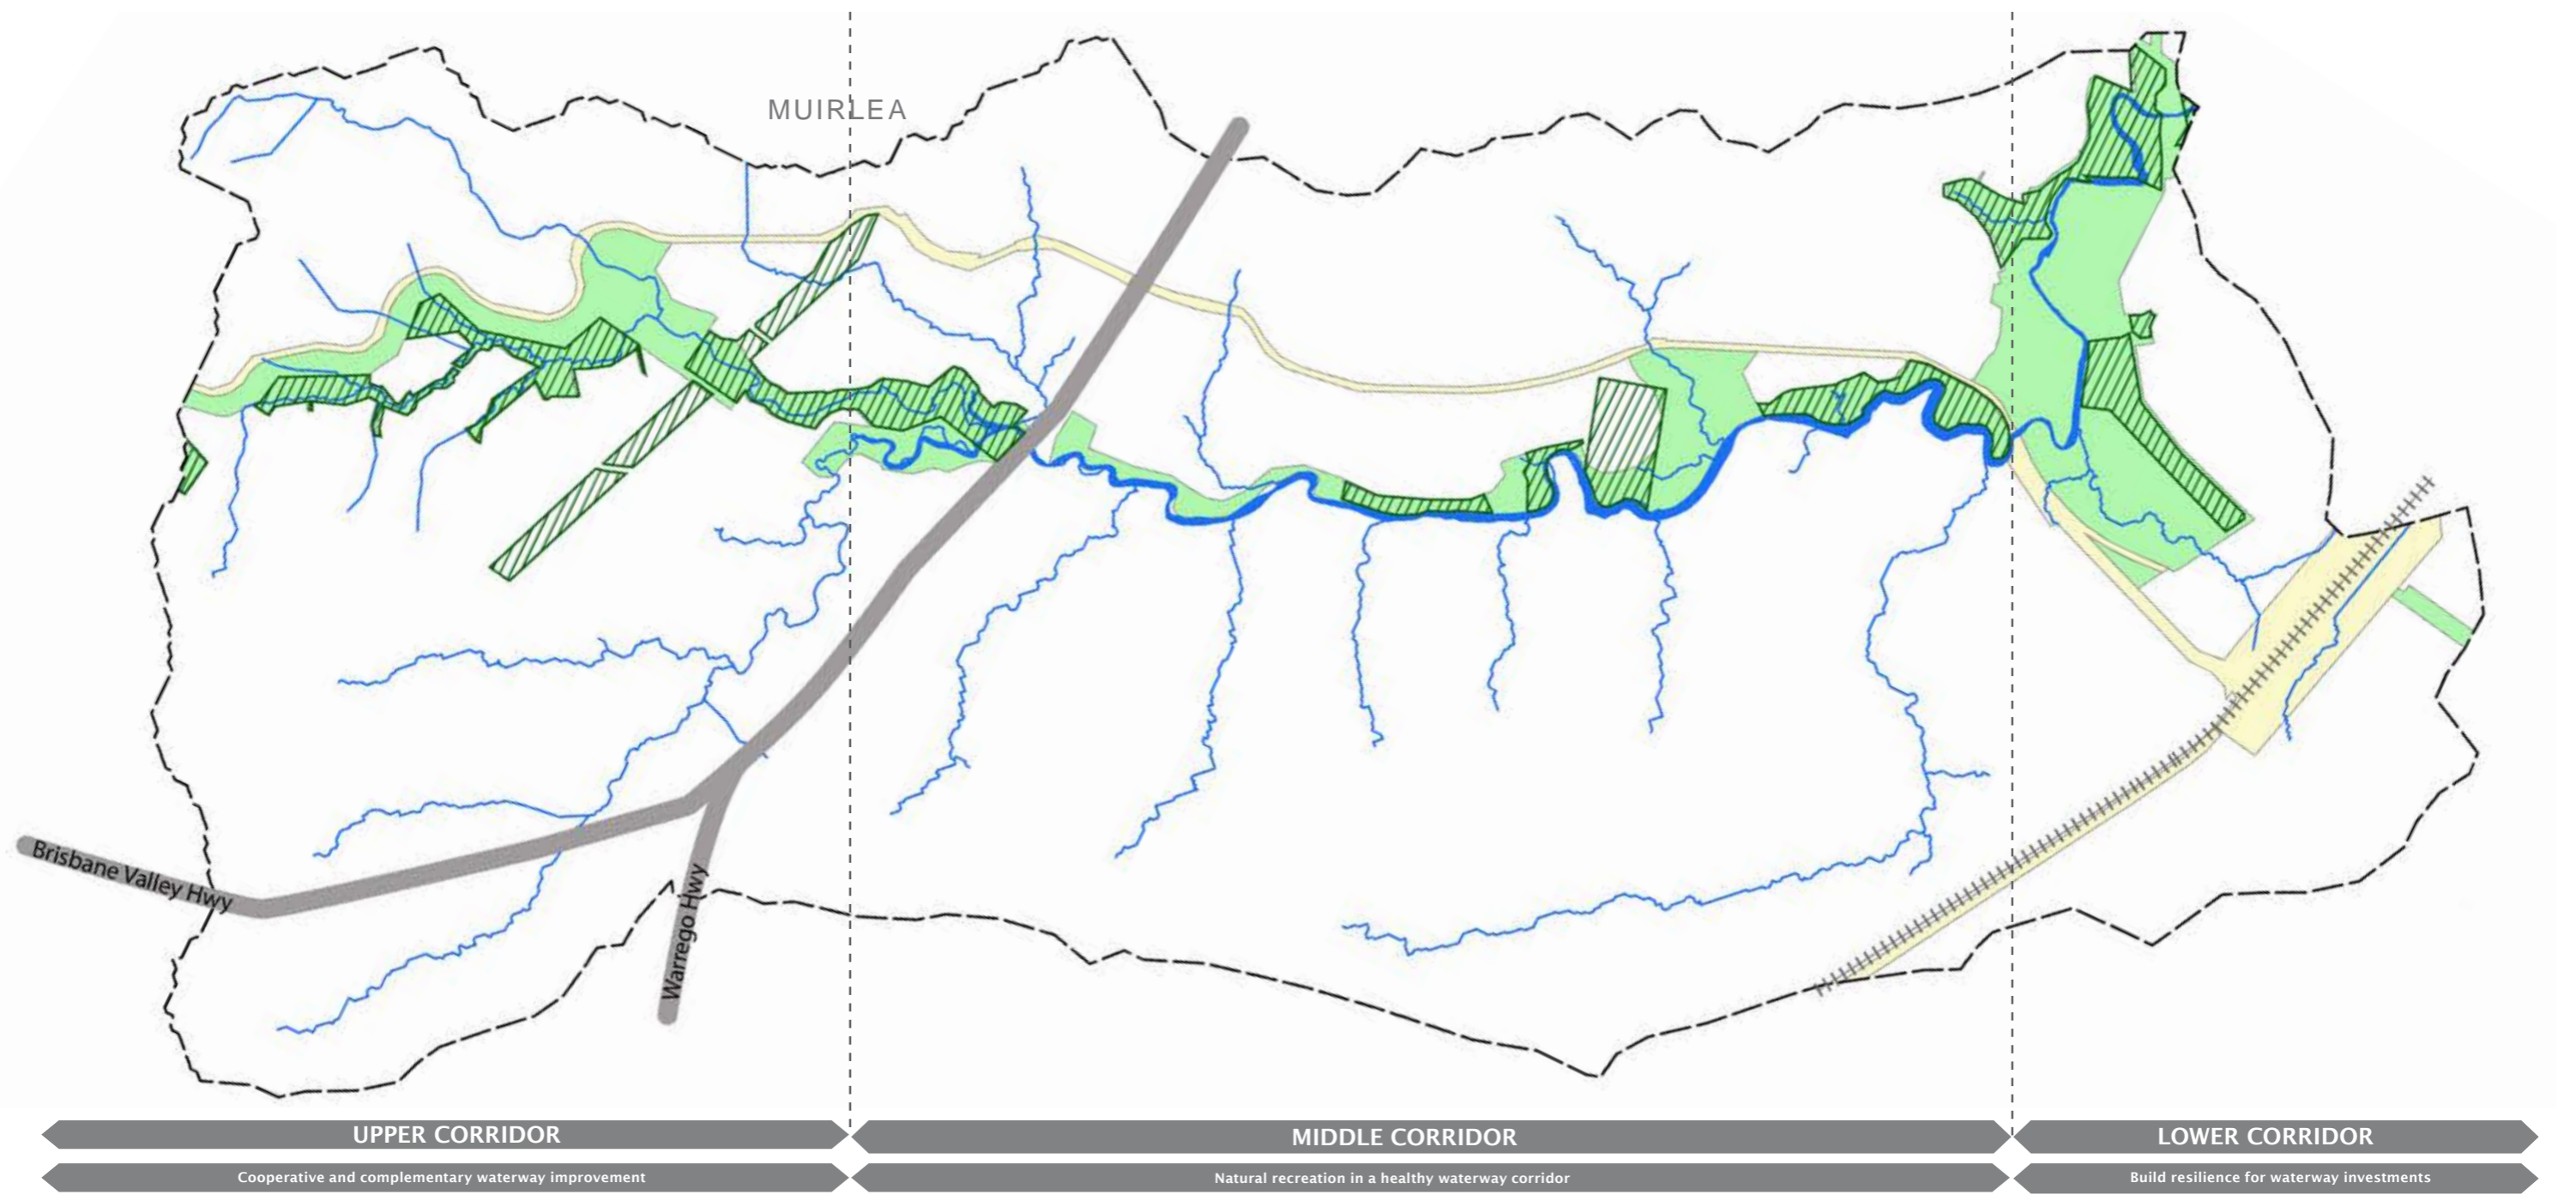 MUIRLEA
Brisbane Valley Hwy
Warrego Hwy
UPPER CORRIDOR
MIDDLE CORRIDOR
LOWER CORRIDOR
Cooperative and complementary waterway improvement
Natural recreation in a healthy waterway corridor
Build resilience for waterway investments